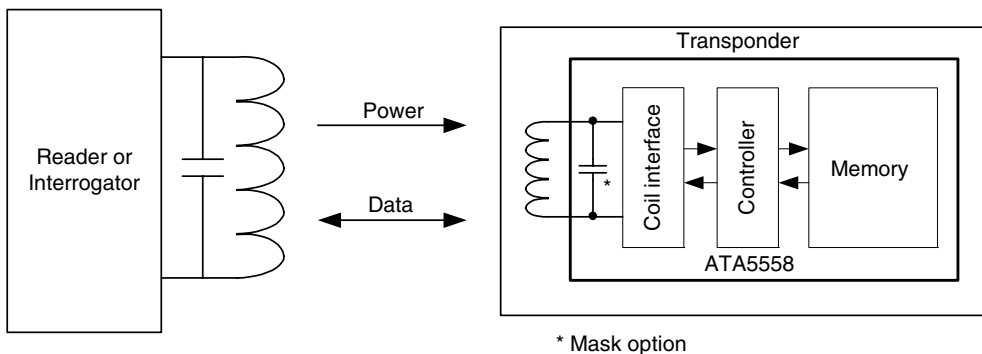 Transponder
Reader or
Interrogator
Power
Data
*
Coil interface
Controller
Memory
ATA5558
* Mask option